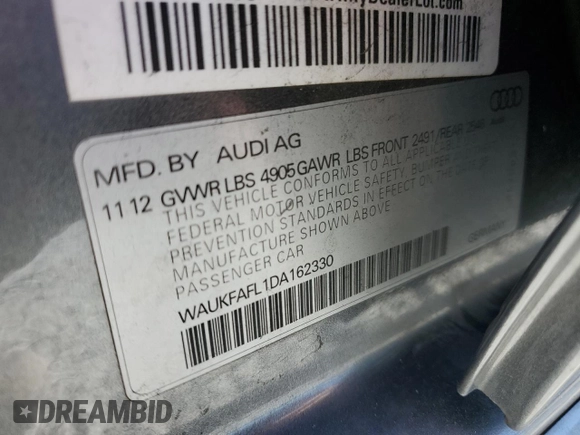 MFD. BY AUDI AG
11 12 GVWR LBS 4905 GAWR LBS FRONT 2491 / REAR
THIS VEHICLE CONFORMS TO ALL
FEDERAL MOTOR VEHICLE SAFETY, BUMPER,
PREVENTION STANDARDS IN EFFECT ON THE
MANUFACTURE SHOWN ABOVE
PASSENGER CAR
WAUKFAFL1DA162330
DREAMBID